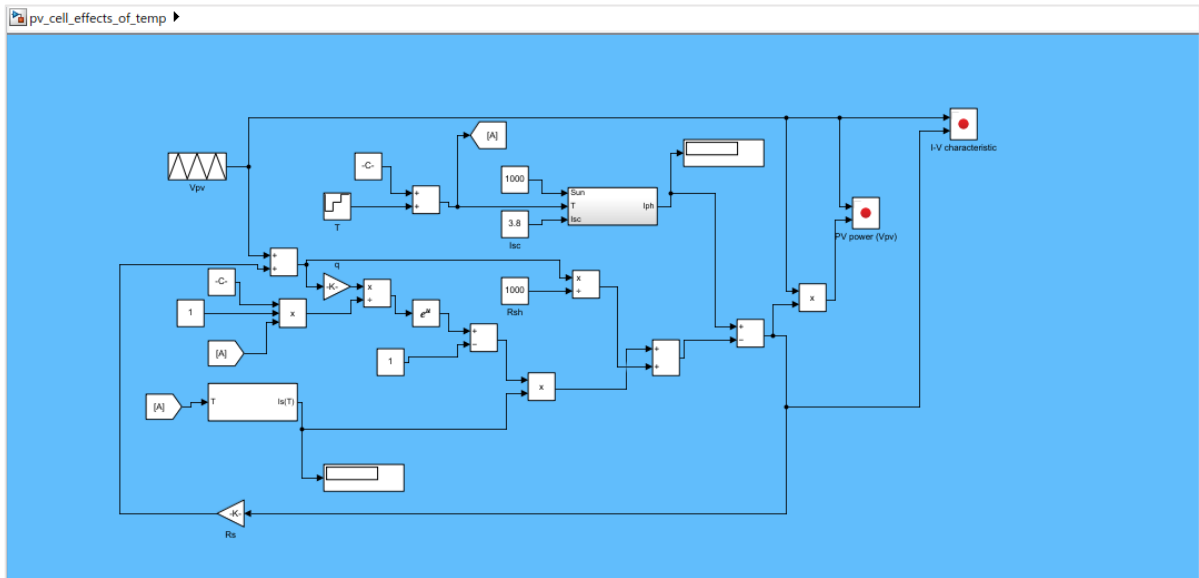 pv_cell_effects_of_temp
[A]
I-V characteristic
-C-
Vpv
1000
+
+
Sun
T
Isc
Iph
T
3.8
Isc
PV power (Vpv)
+
+
q
-C-
-K-
x
÷
x
÷
1000
Rsh
x
1
x
eᵘ
+
−
+
−
[A]
1
+
+
x
[A]
T
Is(T)
-K-
Rs